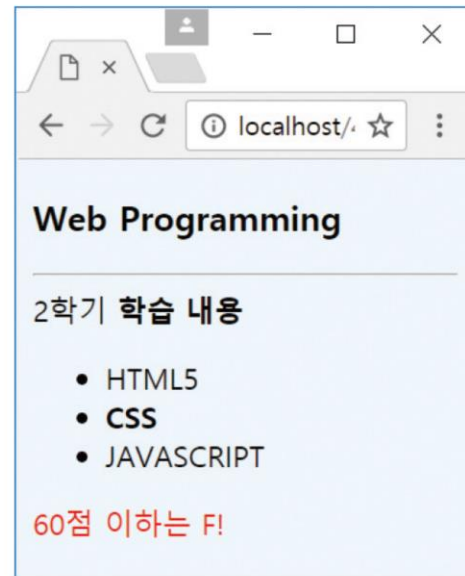 localhost/
Web Programming
2학기 학습 내용
HTML5
CSS
JAVASCRIPT
60점 이하는 F!